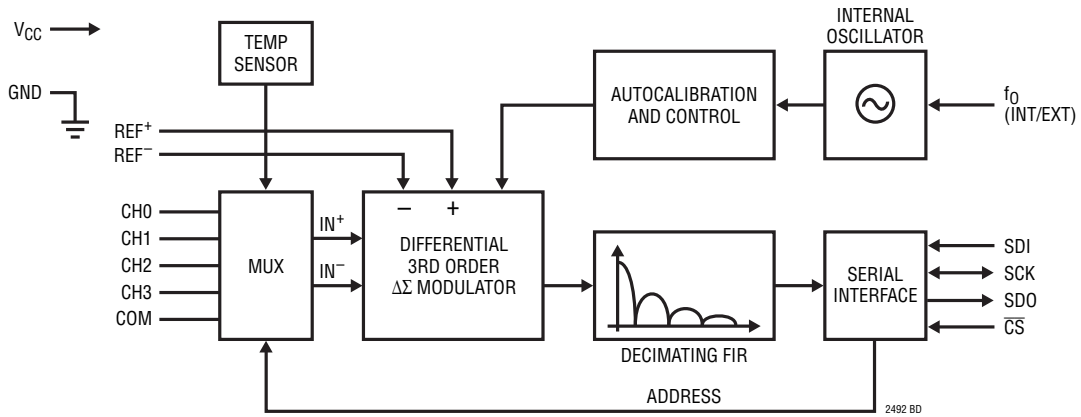 V_CC
GND
TEMP
SENSOR
REF⁺
REF⁻
AUTOCALIBRATION
AND CONTROL
INTERNAL
OSCILLATOR
f_O
(INT/EXT)
CH0
CH1
CH2
CH3
COM
MUX
IN⁺
IN⁻
– +
DIFFERENTIAL
3RD ORDER
ΔΣ MODULATOR
DECIMATING FIR
SERIAL
INTERFACE
SDI
SCK
SDO
C̅S̅
ADDRESS
2492 BD